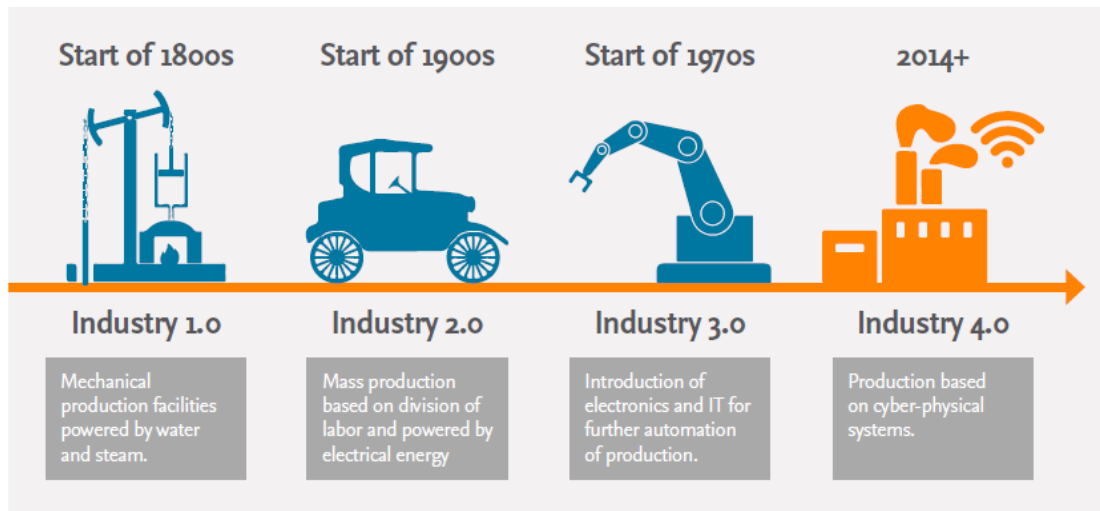 Start of 1800s
Start of 1900s
Start of 1970s
2014+
Industry 1.0
Industry 2.0
Industry 3.0
Industry 4.0
Mechanical
production facilities
powered by water
and steam.
Mass production
based on division of
labor and powered by
electrical energy
Introduction of
electronics and IT for
further automation
of production.
Production based
on cyber-physical
systems.